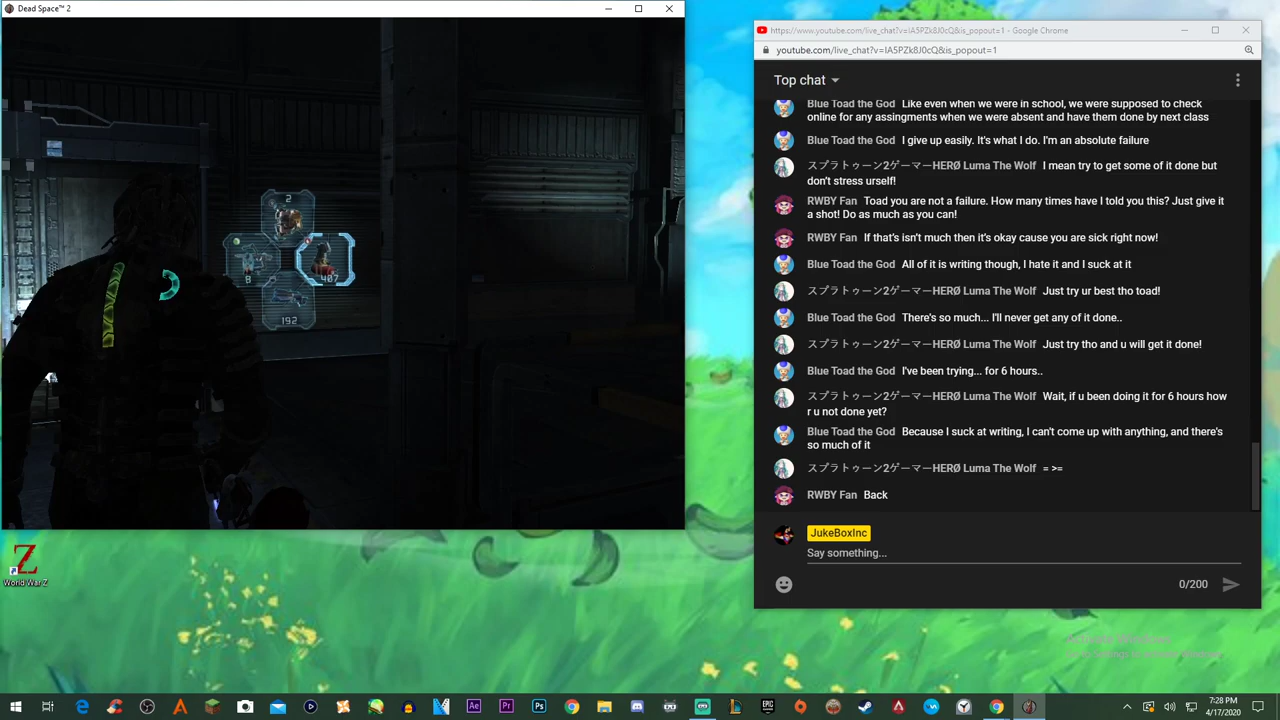 Dead Space™ 2
2
8
407
192
World War Z
https://www.youtube.com/live_chat?v=IA5PZk8J0cQ&is_popout=1 - Google Chrome
youtube.com/live_chat?v=IA5PZk8J0cQ&is_popout=1
Top chat
Blue Toad the God Like even when we were in school, we were supposed to check
online for any assingments when we were absent and have them done by next class
Blue Toad the God I give up easily. It's what I do. I'm an absolute failure
スプラトゥーン2ゲーマーHERØ Luma The Wolf I mean try to get some of it done but
don't stress urself!
RWBY Fan Toad you are not a failure. How many times have I told you this? Just give it
a shot! Do as much as you can!
RWBY Fan If that's isn't much then it's okay cause you are sick right now!
Blue Toad the God All of it is writing though, I hate it and I suck at it
スプラトゥーン2ゲーマーHERØ Luma The Wolf Just try ur best tho toad!
Blue Toad the God There's so much... I'll never get any of it done..
スプラトゥーン2ゲーマーHERØ Luma The Wolf Just try tho and u will get it done!
Blue Toad the God I've been trying... for 6 hours..
スプラトゥーン2ゲーマーHERØ Luma The Wolf Wait, if u been doing it for 6 hours how
r u not done yet?
Blue Toad the God Because I suck at writing, I can't come up with anything, and there's
so much of it
スプラトゥーン2ゲーマーHERØ Luma The Wolf = >=
RWBY Fan Back
JukeBoxInc
Say something...
0/200
Ae
Pr
Ps
EPIC
7:28 PM
4/17/2020